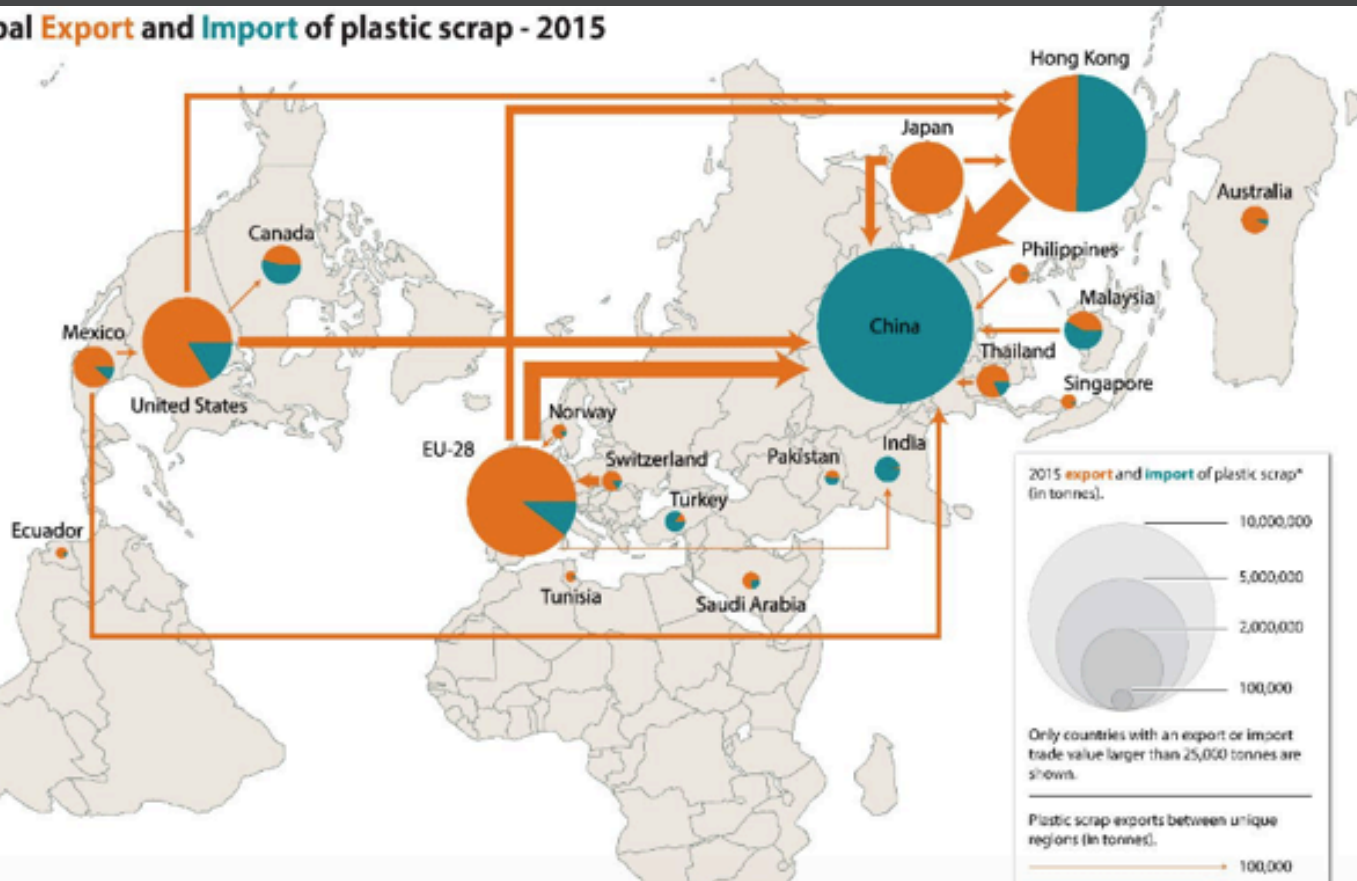 bal Export and Import of plastic scrap - 2015
Hong Kong
Japan
Australia
Canada
Philippines
Malaysia
China
Mexico
Thailand
Singapore
United States
Norway
EU-28
Switzerland
Pakistan
India
Turkey
Ecuador
Tunisia
Saudi Arabia
2015 export and import of plastic scrap*
(in tonnes).
10,000,000
5,000,000
2,000,000
100,000
Only countries with an export or import
trade value larger than 25,000 tonnes are
shown.
Plastic scrap exports between unique
regions (in tonnes).
100,000